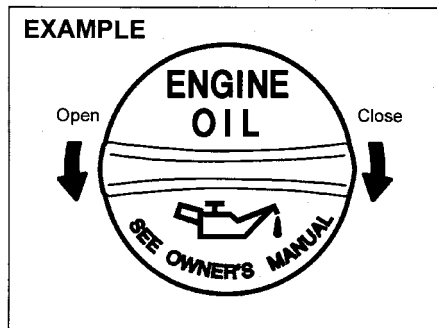 EXAMPLE
ENGINE
OIL
Open
Close
SEE OWNER'S MANUAL